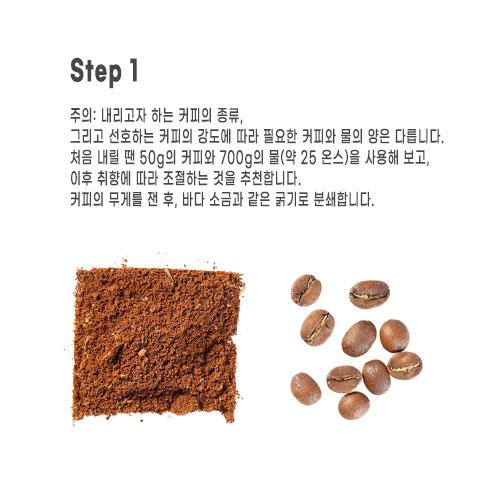 Step 1
주의: 내리고자 하는 커피의 종류,
그리고 선호하는 커피의 강도에 따라 필요한 커피와 물의 양은 다릅니다.
처음 내릴 땐 50g의 커피와 700g의 물(약 25 온스)을 사용해 보고,
이후 취향에 따라 조절하는 것을 추천합니다.
커피의 무게를 잰 후, 바다 소금과 같은 굵기로 분쇄합니다.